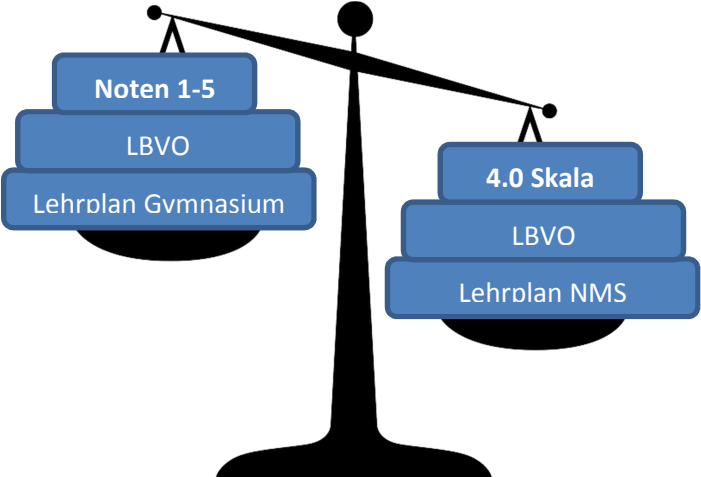 Noten 1-5
LBVO
Lehrplan Gymnasium
4.0 Skala
LBVO
Lehrplan NMS